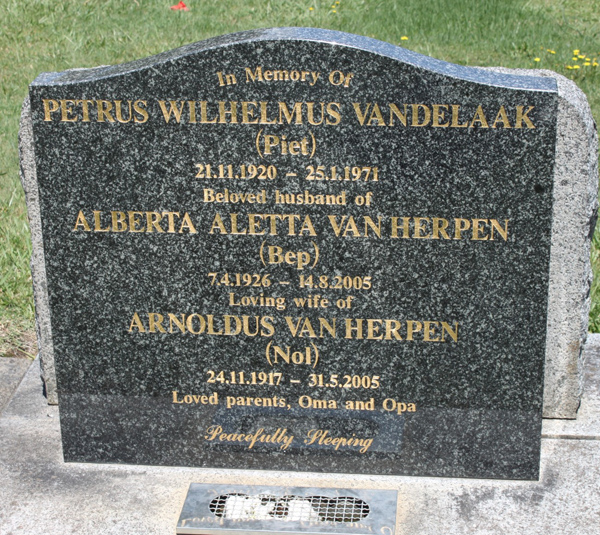 In Memory Of
PETRUS WILHELMUS VANDELAAK
(Piet)
21.11.1920 – 25.1.1971
Beloved husband of
ALBERTA ALETTA VAN HERPEN
(Bep)
7.4.1926 – 14.8.2005
Loving wife of
ARNOLDUS VAN HERPEN
(Nol)
24.11.1917 – 31.5.2005
Loved parents, Oma and Opa
Peacefully Sleeping